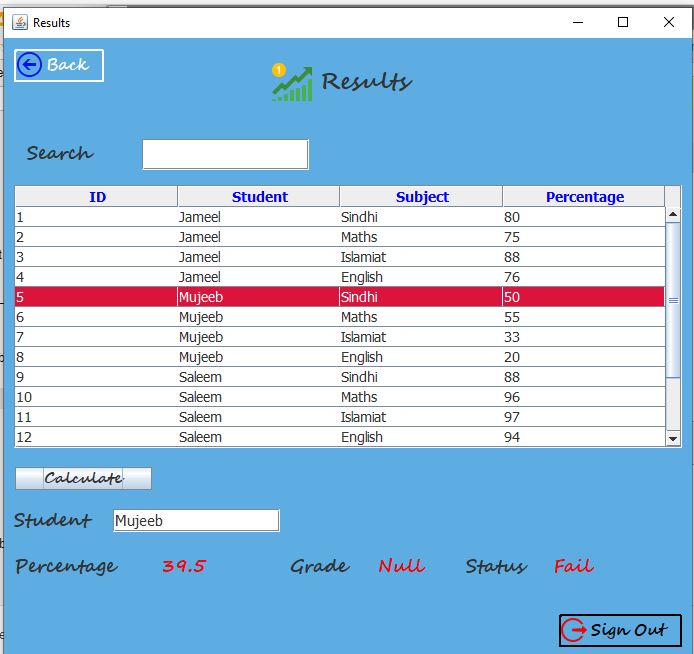 Results
Back
1
Results
Search
ID Student Subject Percentage
1 Jameel Sindhi 80
2 Jameel Maths 75
3 Jameel Islamiat 88
4 Jameel English 76
5 Mujeeb Sindhi 50
6 Mujeeb Maths 55
7 Mujeeb Islamiat 33
8 Mujeeb English 20
9 Saleem Sindhi 88
10 Saleem Maths 96
11 Saleem Islamiat 97
12 Saleem English 94
Calculate
Student Mujeeb
Percentage 39.5 Grade Null Status Fail
Sign Out